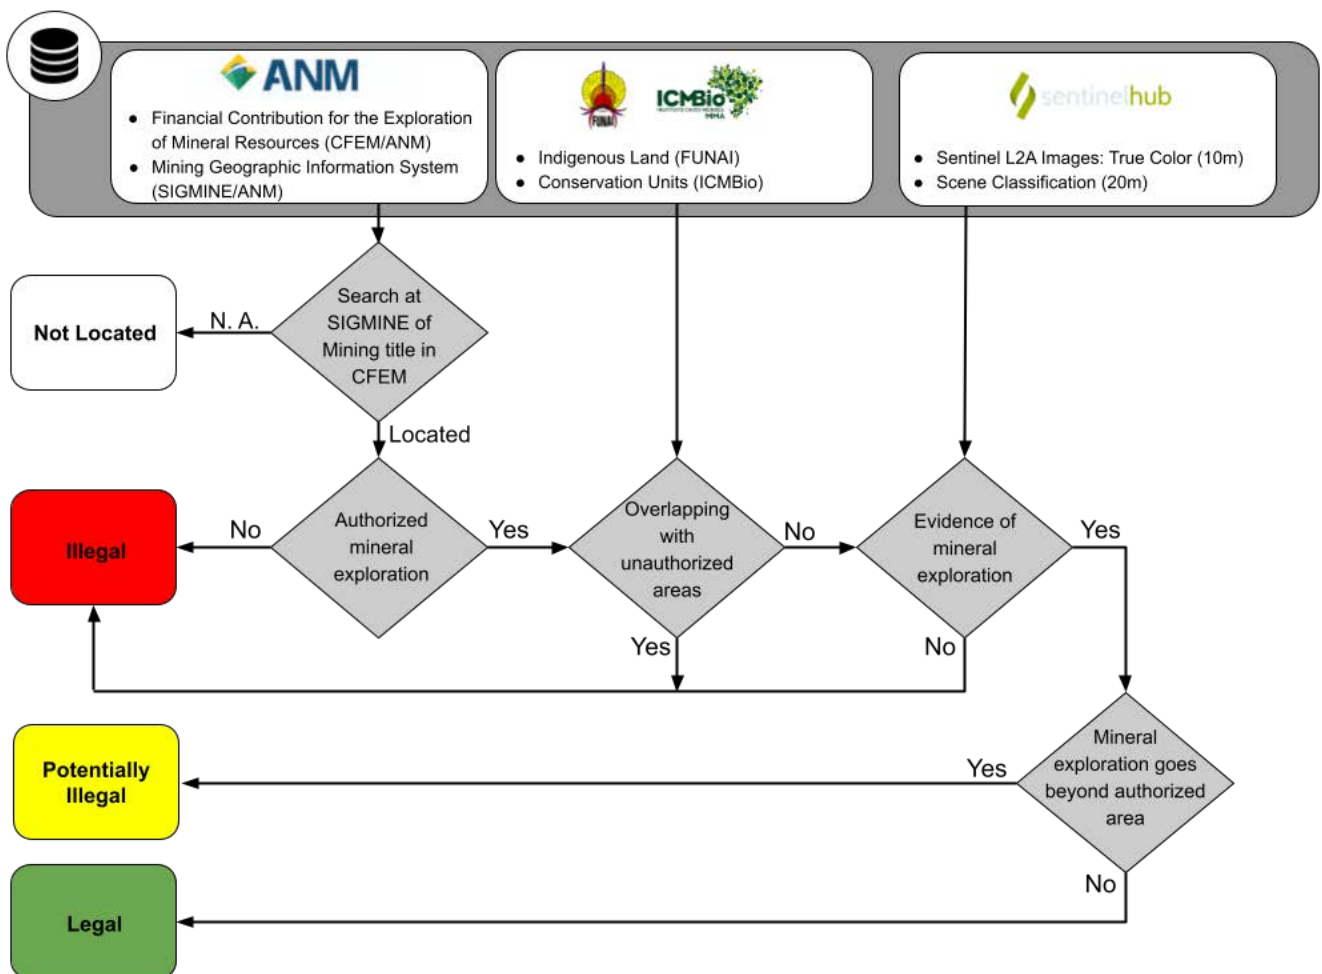 ANM
● Financial Contribution for the Exploration
of Mineral Resources (CFEM/ANM)
● Mining Geographic Information System
(SIGMINE/ANM)
FUNAI
ICMBio
MMA
● Indigenous Land (FUNAI)
● Conservation Units (ICMBio)
sentinelhub
● Sentinel L2A Images: True Color (10m)
● Scene Classification (20m)
Search at
SIGMINE of
Mining title in
CFEM
N. A.
Not Located
Located
Authorized
mineral
exploration
No
Illegal
Yes
Overlapping
with
unauthorized
areas
No
Yes
Evidence of
mineral
exploration
Yes
No
Mineral
exploration goes
beyond authorized
area
Yes
Potentially
Illegal
No
Legal